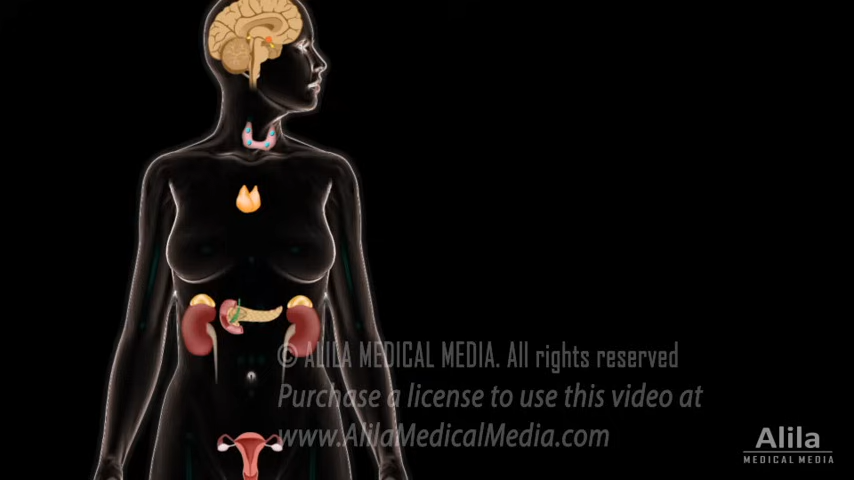 © ALILA MEDICAL MEDIA. All rights reserved
Purchase a license to use this video at
www.AlilaMedicalMedia.com
Alila
MEDICAL MEDIA